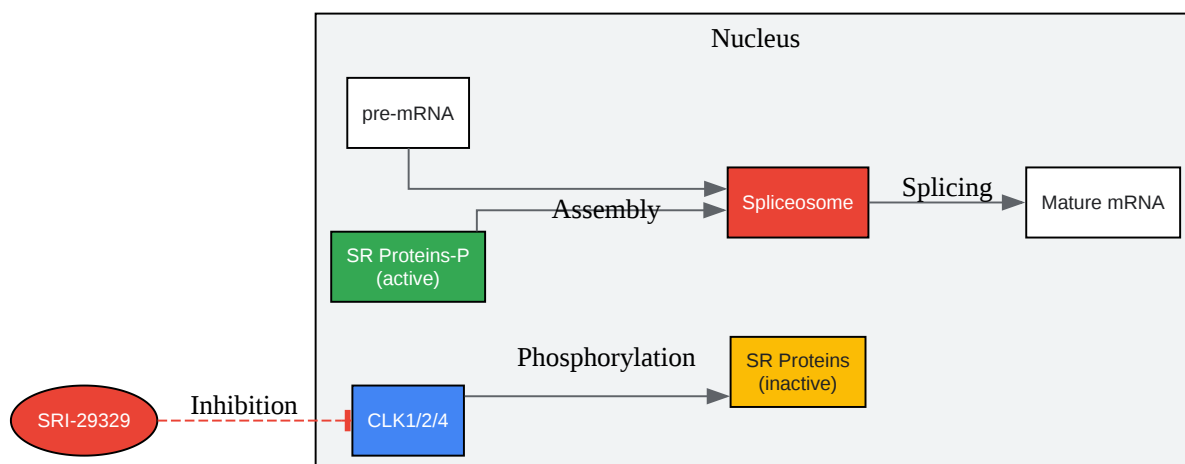 Nucleus
pre-mRNA
Assembly
Spliceosome
Splicing
Mature mRNA
SR Proteins-P
(active)
Phosphorylation
SR Proteins
(inactive)
SRI-29329
Inhibition
CLK1/2/4